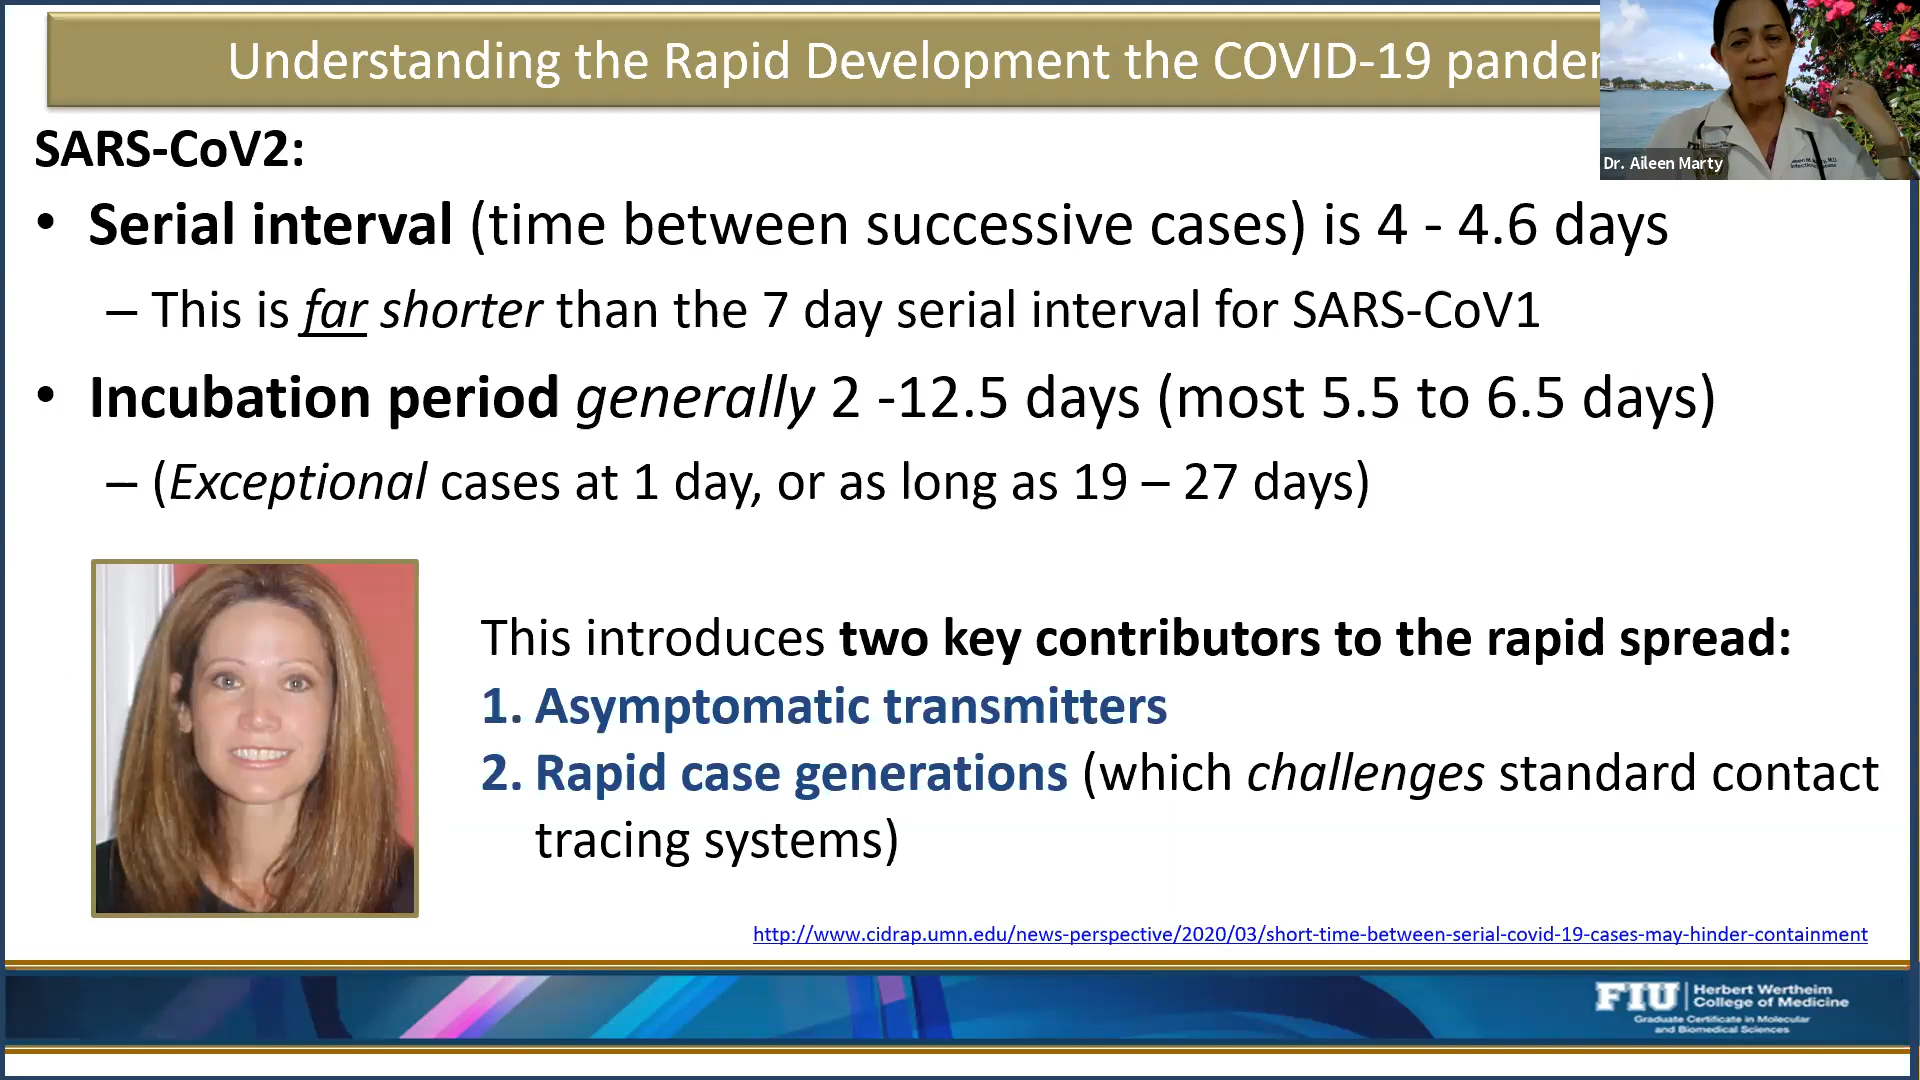 Understanding the Rapid Development the COVID-19 pande
Dr. Aileen Marty
SARS-CoV2:
• Serial interval (time between successive cases) is 4 - 4.6 days
– This is far shorter than the 7 day serial interval for SARS-CoV1
• Incubation period generally 2 -12.5 days (most 5.5 to 6.5 days)
– (Exceptional cases at 1 day, or as long as 19 – 27 days)
This introduces two key contributors to the rapid spread:
1. Asymptomatic transmitters
2. Rapid case generations (which challenges standard contact
tracing systems)
http://www.cidrap.umn.edu/news-perspective/2020/03/short-time-between-serial-covid-19-cases-may-hinder-containment
FIU
Herbert Wertheim
College of Medicine
Graduate Certificate in Molecular
and Biomedical Sciences